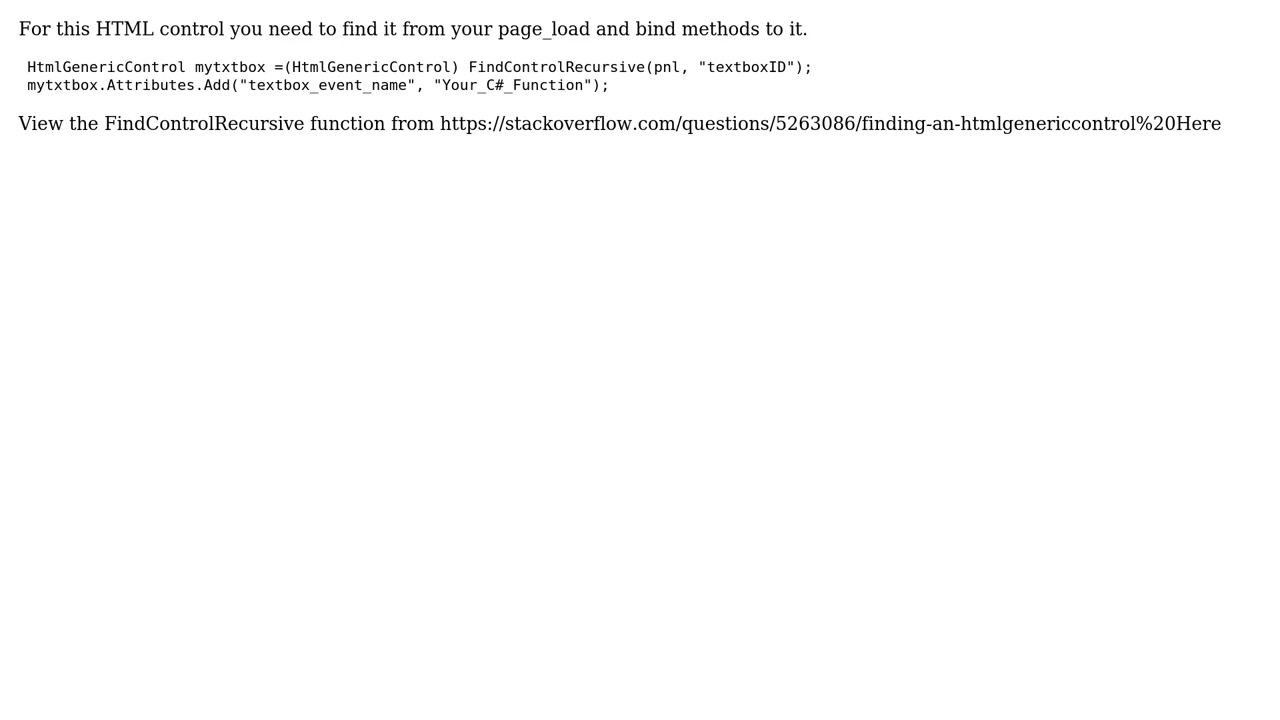 For this HTML control you need to find it from your page_load and bind methods to it.
HtmlGenericControl mytxtbox =(HtmlGenericControl) FindControlRecursive(pnl, "textboxID");
mytxtbox.Attributes.Add("textbox_event_name", "Your_C#_Function");
View the FindControlRecursive function from https://stackoverflow.com/questions/5263086/finding-an-htmlgenericcontrol%20Here